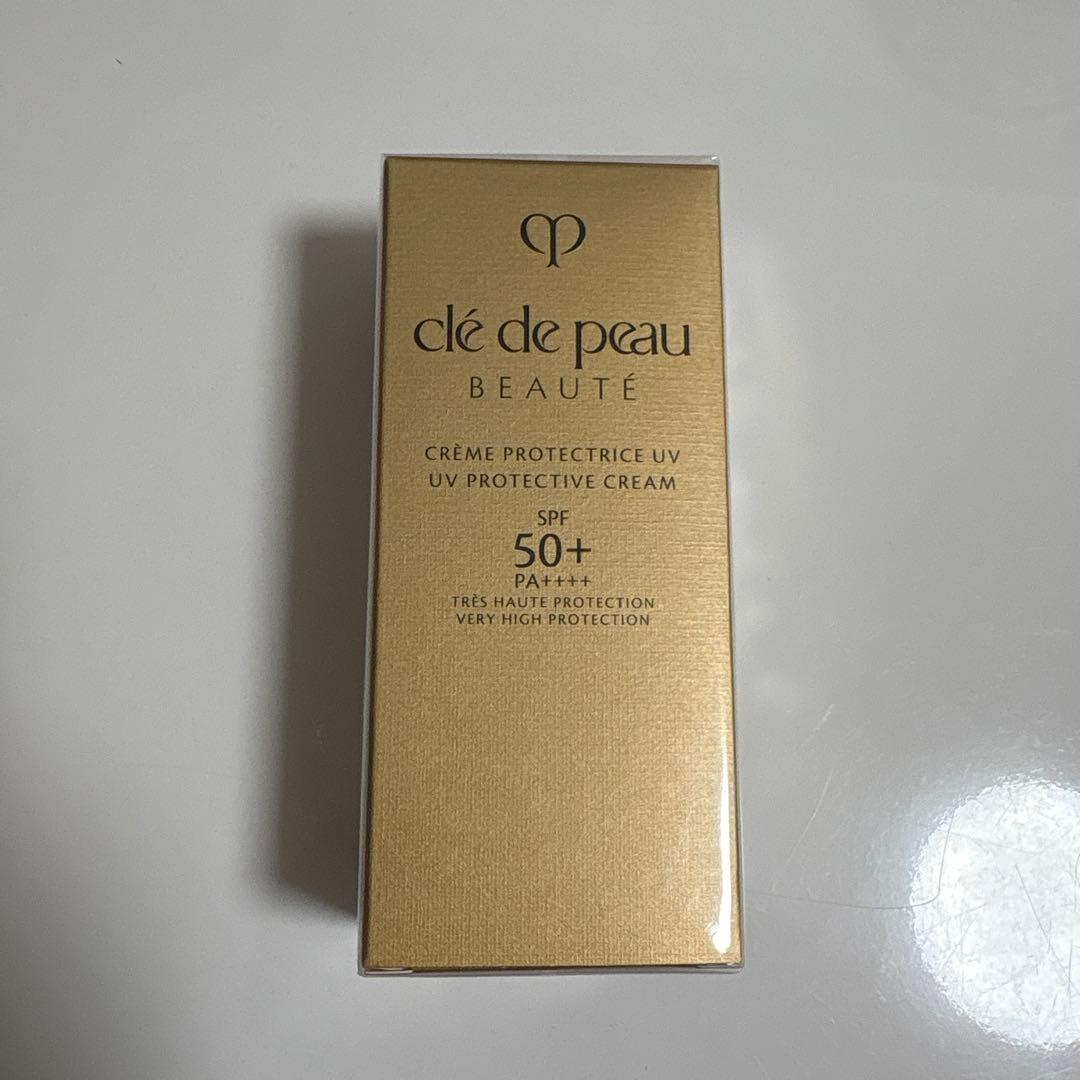 clé de peau
BEAUTÉ
CRÈME PROTECTRICE UV
UV PROTECTIVE CREAM
SPF
50+
PA++++
TRÈS HAUTE PROTECTION
VERY HIGH PROTECTION